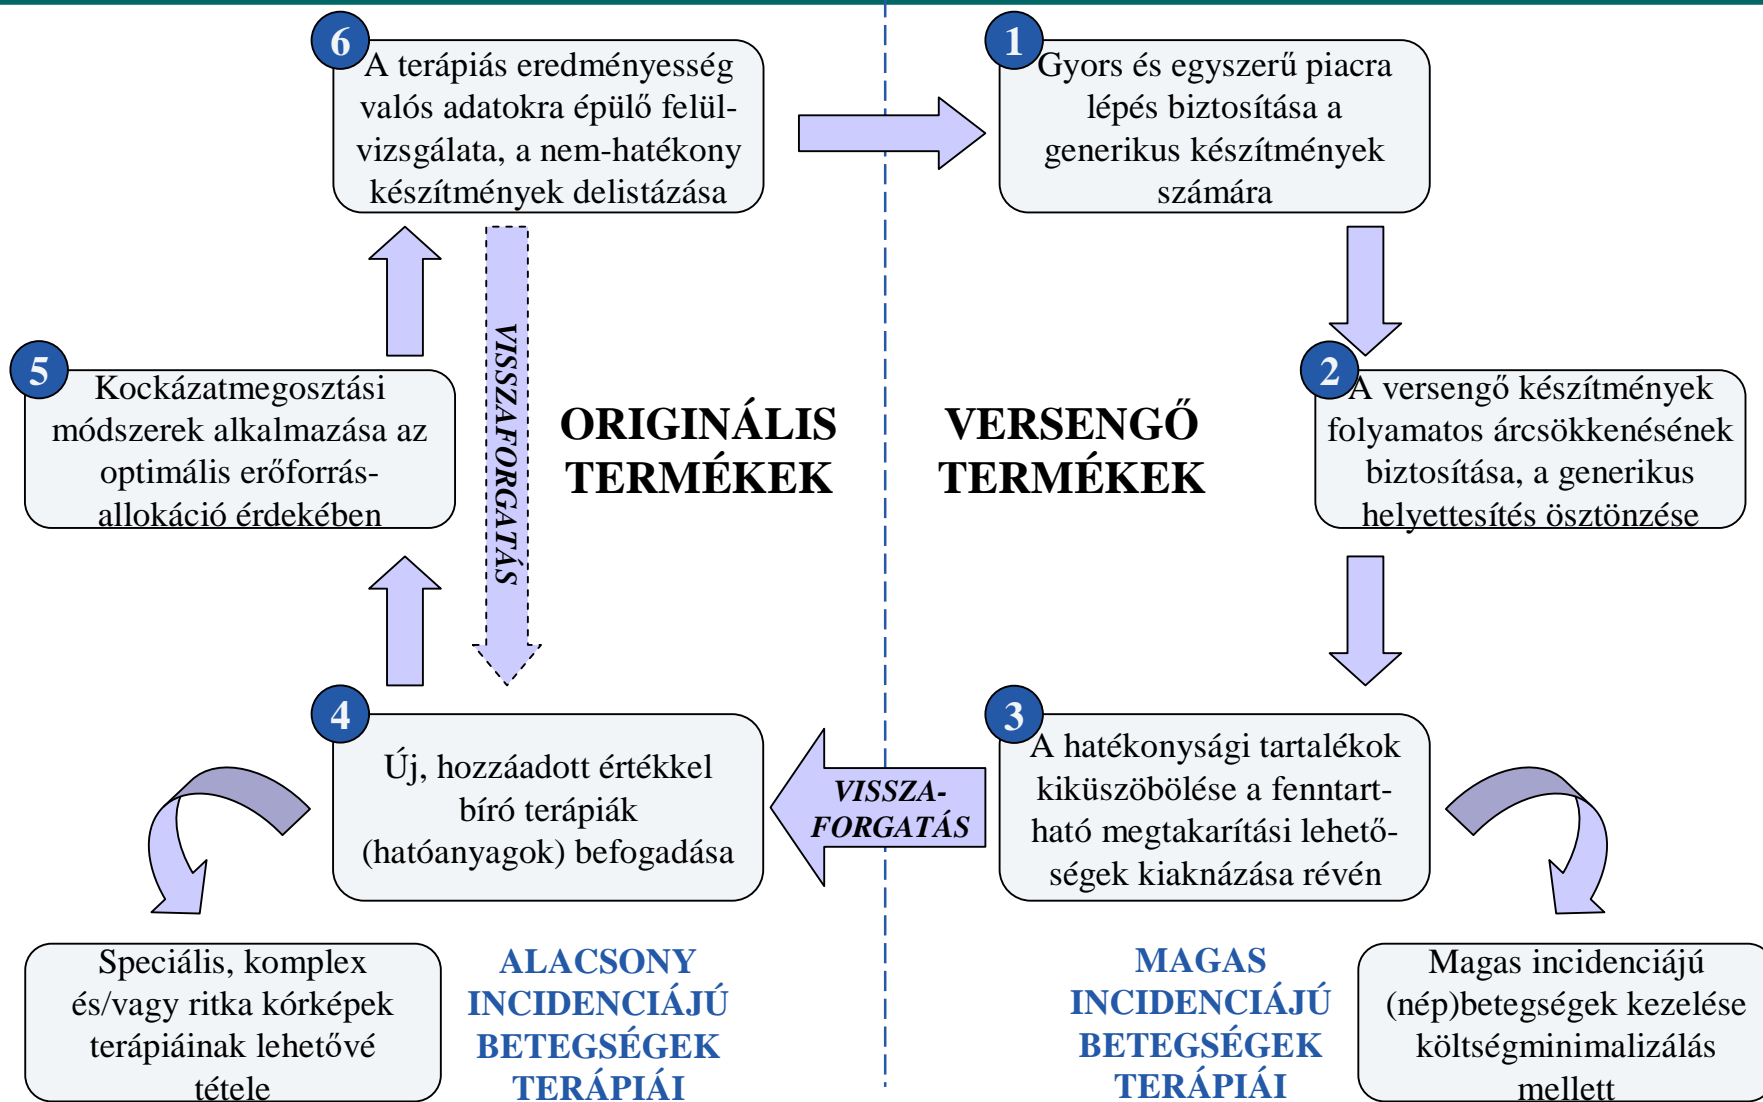 6
A terápiás eredményesség
valós adatokra épülő felül-
vizsgálata, a nem-hatékony
készítmények delistázása
1
Gyors és egyszerű piacra
lépés biztosítása a
generikus készítmények
számára
5
Kockázatmegosztási
módszerek alkalmazása az
optimális erőforrás-
allokáció érdekében
VISSZAFORGATÁS
ORIGINÁLIS
TERMÉKEK
VERSENGŐ
TERMÉKEK
2
A versengő készítmények
folyamatos árcsökkenésének
biztosítása, a generikus
helyettesítés ösztönzése
4
Új, hozzáadott értékkel
bíró terápiák
(hatóanyagok) befogadása
VISSZA-
FORGATÁS
3
A hatékonysági tartalékok
kiküszöbölése a fenntart-
ható megtakarítási lehető-
ségek kiaknázása révén
Speciális, komplex
és/vagy ritka kórképek
terápiáinak lehetővé
tétele
ALACSONY
INCIDENCIÁJÚ
BETEGSÉGEK
TERÁPIÁI
MAGAS
INCIDENCIÁJÚ
BETEGSÉGEK
TERÁPIÁI
Magas incidenciájú
(nép)betegségek kezelése
költségminimalizálás
mellett